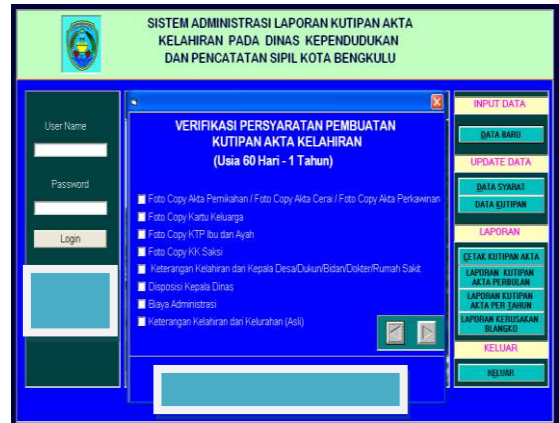 SISTEM ADMINISTRASI LAPORAN KUTIPAN AKTA
KELAHIRAN PADA DINAS KEPENDUDUKAN
DAN PENCATATAN SIPIL KOTA BENGKULU
User Name
Password
Login
VERIFIKASI PERSYARATAN PEMBUATAN
KUTIPAN AKTA KELAHIRAN
(Usia 60 Hari - 1 Tahun)
Foto Copy Akta Pernikahan / Foto Copy Akta Cerai / Foto Copy Akta Perkawinan
Foto Copy Kartu Keluarga
Foto Copy KTP Ibu dan Ayah
Foto Copy KK Saksi
Keterangan Kelahiran dari Kepala Desa/Dukun/Bidan/Dokter/Rumah Sakit
Disposisi Kepala Dinas
Biaya Administrasi
Keterangan Kelahiran dari Kelurahan (Asli)
INPUT DATA
DATA BARU
UPDATE DATA
DATA SYARAT
DATA KUTIPAN
LAPORAN
CETAK KUTIPAN AKTA
LAPORAN KUTIPAN
AKTA PERBULAN
LAPORAN KUTIPAN
AKTA PER TAHUN
LAPORAN KERUSAKAN
BLANGKO
KELUAR
KELUAR